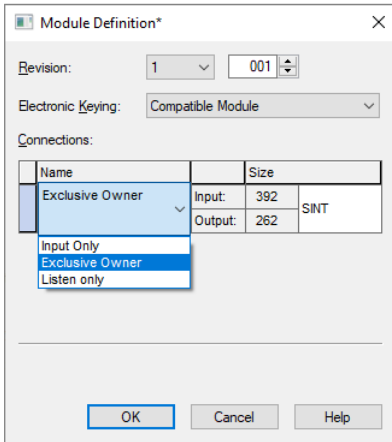 Module Definition*
Revision: 1 001
Electronic Keying: Compatible Module
Connections:
Name Size
Exclusive Owner Input: 392 SINT
Output: 262
Input Only
Exclusive Owner
Listen only
OK Cancel Help